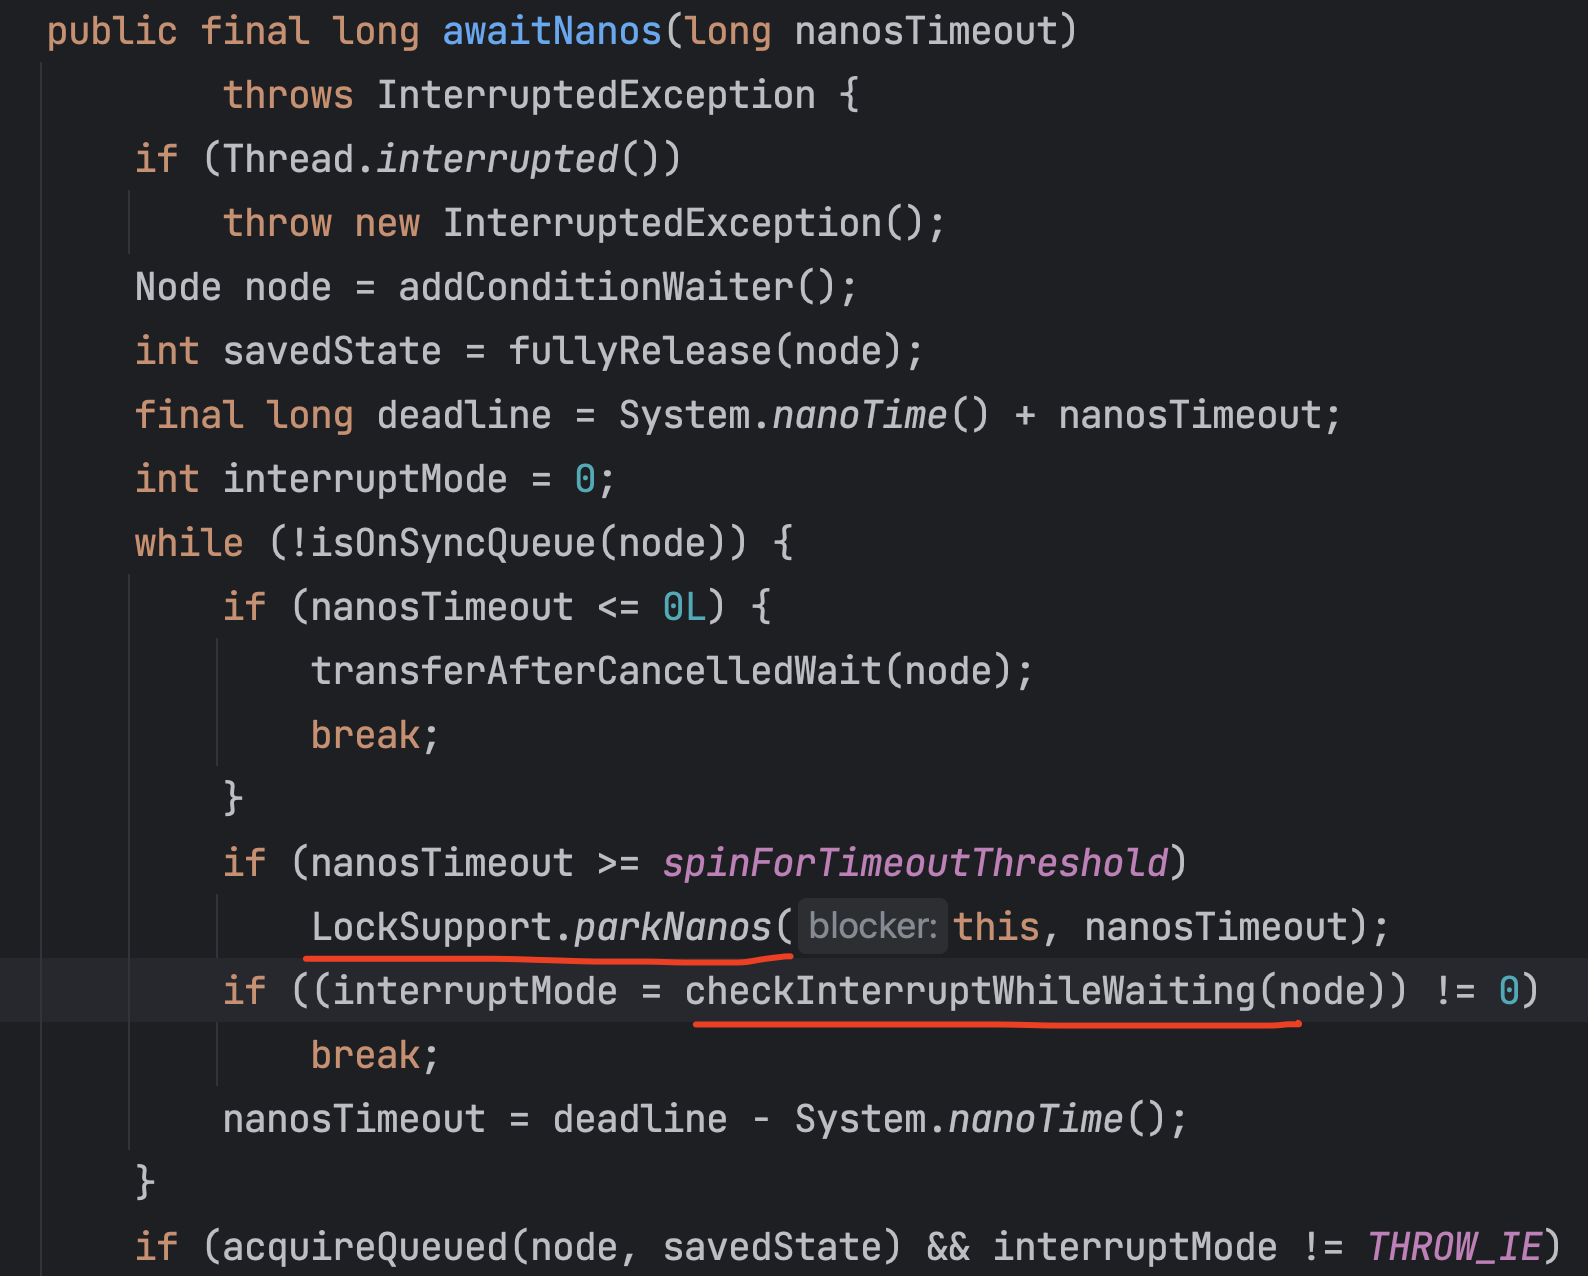 public final long awaitNanos(long nanosTimeout)
throws InterruptedException {
if (Thread.interrupted())
throw new InterruptedException();
Node node = addConditionWaiter();
int savedState = fullyRelease(node);
final long deadline = System.nanoTime() + nanosTimeout;
int interruptMode = 0;
while (!isOnSyncQueue(node)) {
if (nanosTimeout <= 0L) {
transferAfterCancelledWait(node);
break;
}
if (nanosTimeout >= spinForTimeoutThreshold)
LockSupport.parkNanos( blocker: this, nanosTimeout);
if ((interruptMode = checkInterruptWhileWaiting(node)) != 0)
break;
nanosTimeout = deadline - System.nanoTime();
}
if (acquireQueued(node, savedState) && interruptMode != THROW_IE)